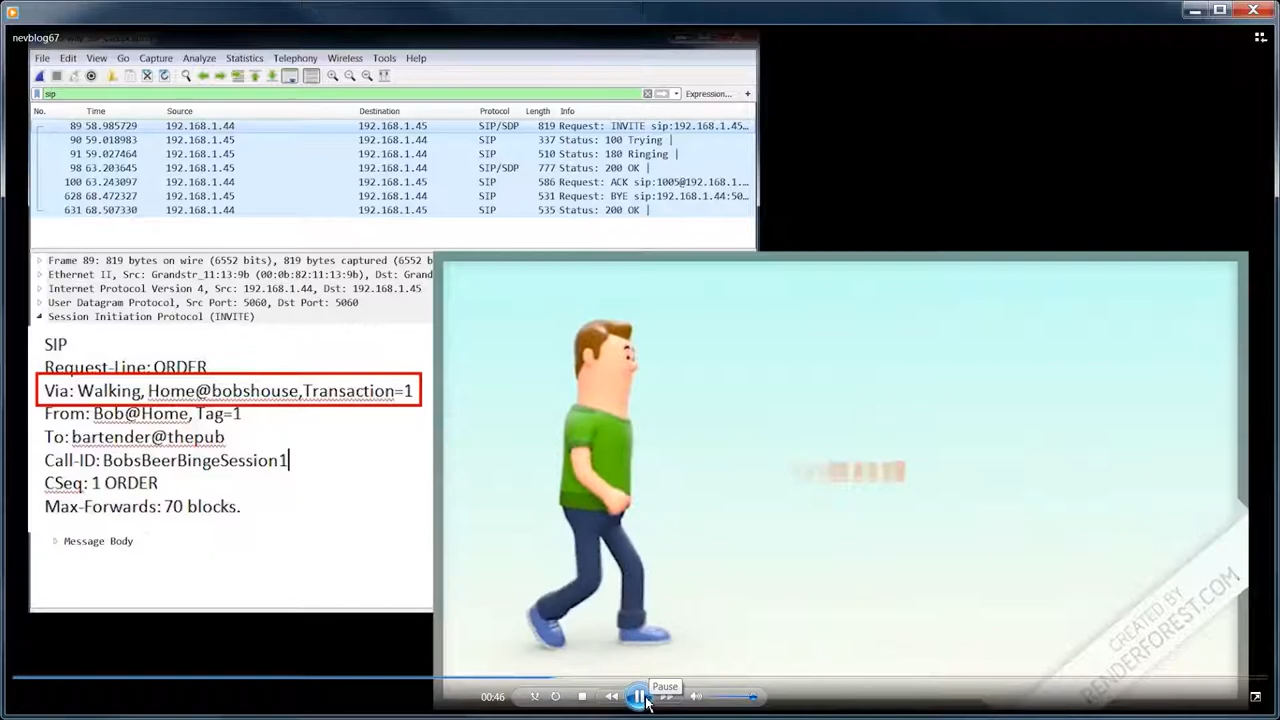 nevblog67
File Edit View Go Capture Analyze Statistics Telephony Wireless Tools Help
sip Expression... +
No. Time Source Destination Protocol Length Info
89 58.985729 192.168.1.44 192.168.1.45 SIP/SDP 819 Request: INVITE sip:192.168.1.45...
90 59.018983 192.168.1.45 192.168.1.44 SIP 337 Status: 100 Trying |
91 59.027464 192.168.1.45 192.168.1.44 SIP 510 Status: 180 Ringing |
98 63.203645 192.168.1.45 192.168.1.44 SIP/SDP 777 Status: 200 OK |
100 63.243097 192.168.1.44 192.168.1.45 SIP 586 Request: ACK sip:1005@192.168.1....
628 68.472327 192.168.1.45 192.168.1.44 SIP 531 Request: BYE sip:192.168.1.44:50...
631 68.507330 192.168.1.44 192.168.1.45 SIP 535 Status: 200 OK |
Frame 89: 819 bytes on wire (6552 bits), 819 bytes captured (6552 b
Ethernet II, Src: Grandstr_11:13:9b (00:0b:82:11:13:9b), Dst: Grand
Internet Protocol Version 4, Src: 192.168.1.44, Dst: 192.168.1.45
User Datagram Protocol, Src Port: 5060, Dst Port: 5060
Session Initiation Protocol (INVITE)
SIP
Request-Line: ORDER
Via: Walking, Home@bobshouse,Transaction=1
From: Bob@Home, Tag=1
To: bartender@thepub
Call-ID: BobsBeerBingeSession1
CSeq: 1 ORDER
Max-Forwards: 70 blocks.
Message Body
CREATED BY
RENDERFOREST.COM
Pause
00:46